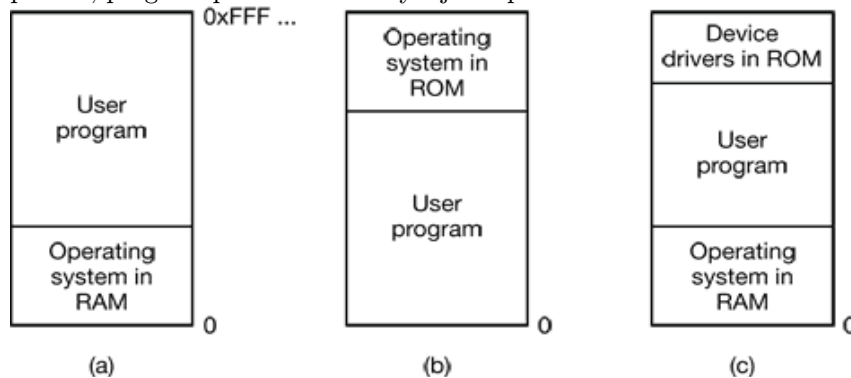 0xFFF ...
User
program
Operating
system in
RAM
0
(a)
Operating
system in
ROM
User
program
0
(b)
Device
drivers in ROM
User
program
Operating
system in
RAM
0
(c)